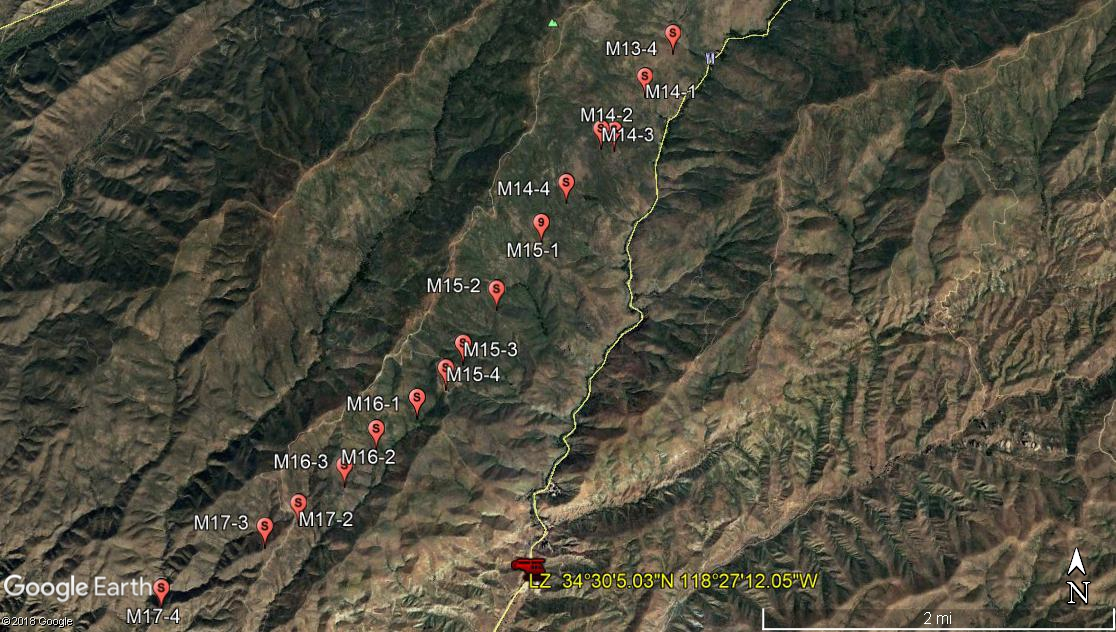 M13-4
S
S
M14-1
M14-2
S
M14-3
S
M14-4
9
M15-1
M15-2
S
S
M15-3
S
M15-4
S
M16-1
S
M16-2
M16-3
S
S
M17-2
M17-3
S
S
M17-4
Google Earth
©2018 Google
LZ 34°30'5.03"N 118°27'12.05"W
2 mi
N